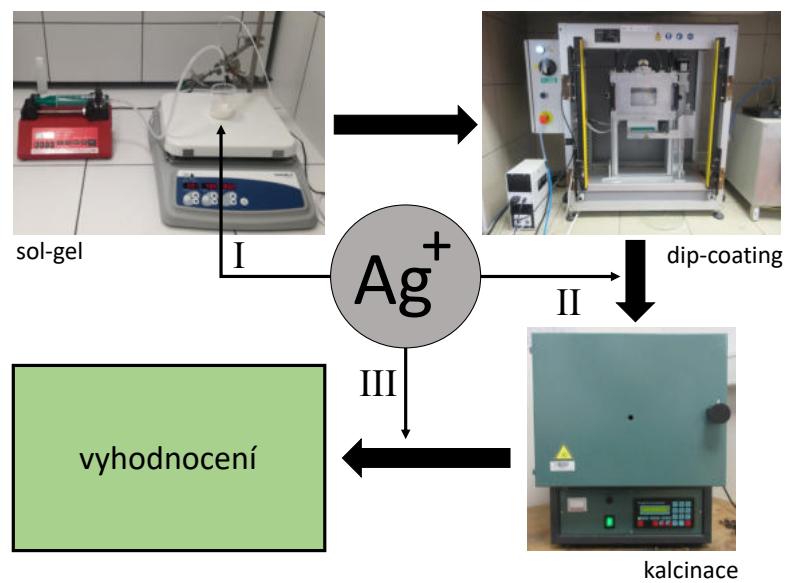 sol-gel
dip-coating
I
Ag+
II
III
vyhodnocení
kalcinace